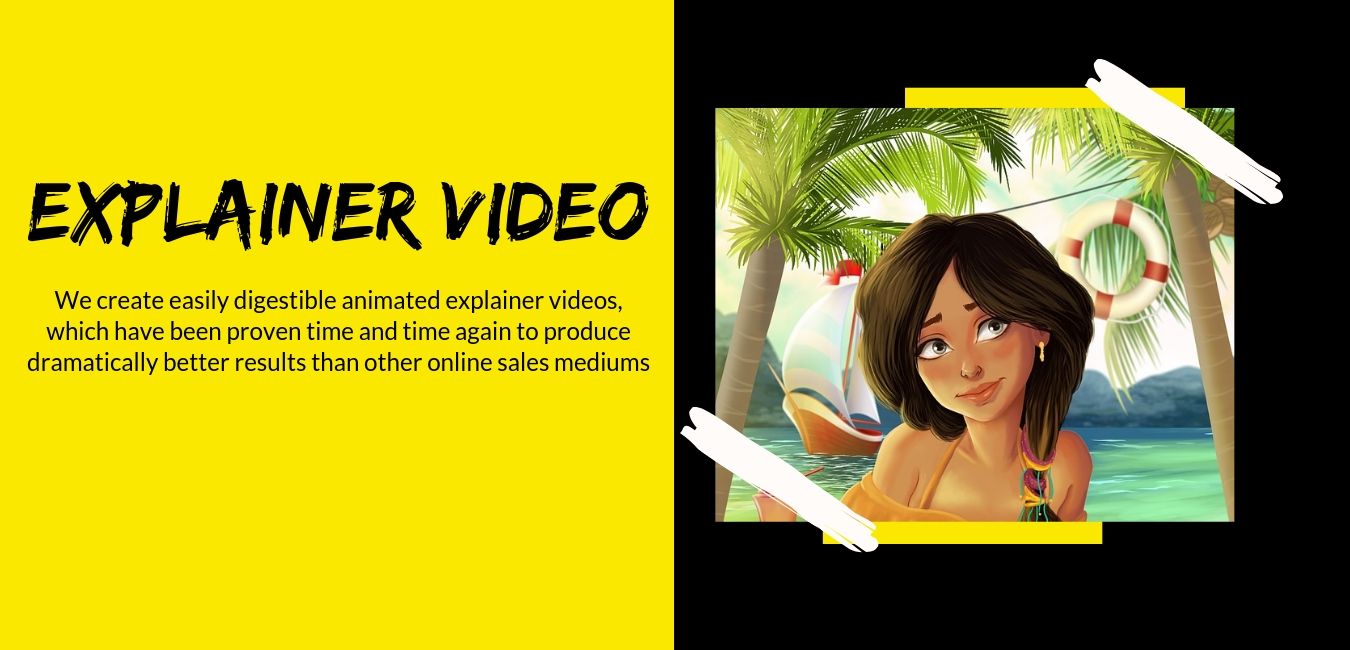 EXPLAINER VIDEO
We create easily digestible animated explainer videos,
which have been proven time and time again to produce
dramatically better results than other online sales mediums